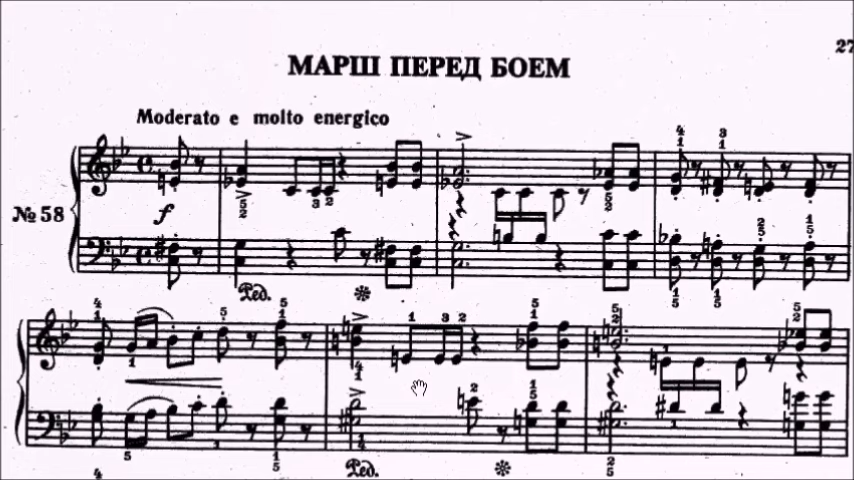 27
МАРШ ПЕРЕД БОЕМ
Moderato e molto energico
№ 58
f
Ped.
Ped.